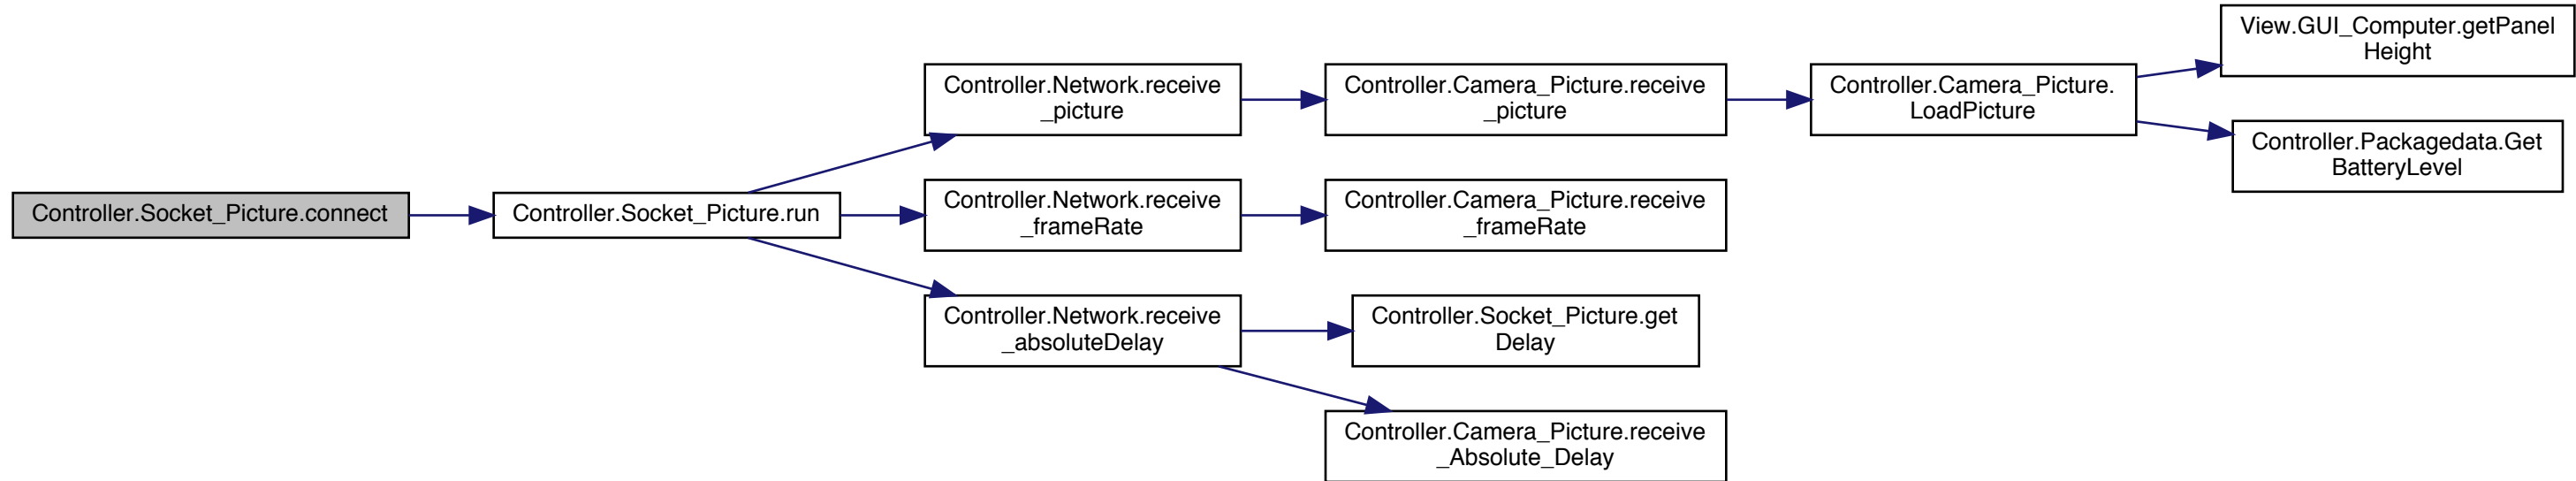 View.GUI_Computer.getPanel
Height
Controller.Network.receive
_picture
Controller.Camera_Picture.receive
_picture
Controller.Camera_Picture.
LoadPicture
Controller.Packagedata.Get
BatteryLevel
Controller.Socket_Picture.connect
Controller.Socket_Picture.run
Controller.Network.receive
_frameRate
Controller.Camera_Picture.receive
_frameRate
Controller.Network.receive
_absoluteDelay
Controller.Socket_Picture.get
Delay
Controller.Camera_Picture.receive
_Absolute_Delay